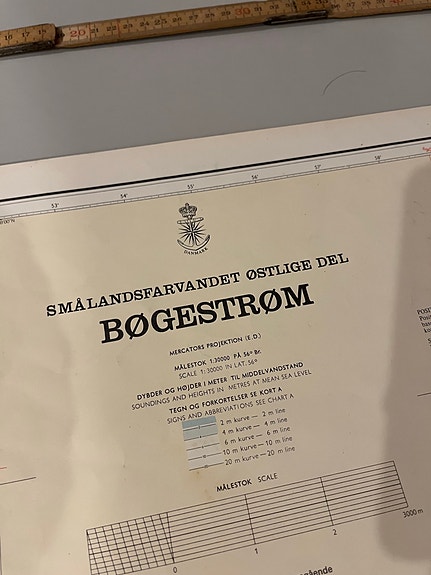 53'
54'
55'
56'
57'
58'
DANMARK
SMÅLANDSFARVANDET ØSTLIGE DEL
BØGESTRØM
MERCATORS PROJEKTION (E.D.)
MÅLESTOK 1:30000 PÅ 56° Br.
SCALE 1:30000 IN LAT. 56°
DYBDER OG HØJDER I METER TIL MIDDELVANDSTAND
SOUNDINGS AND HEIGHTS IN METRES AT MEAN SEA LEVEL
TEGN OG FORKORTELSER SE KORT A
SIGNS AND ABBREVIATIONS SEE CHART A
2 m kurve — 2 m line
4 m kurve — 4 m line
6 m kurve — 6 m line
10 m kurve — 10 m line
20 m kurve — 20 m line
MÅLESTOK SCALE
0
1
2
3000 m